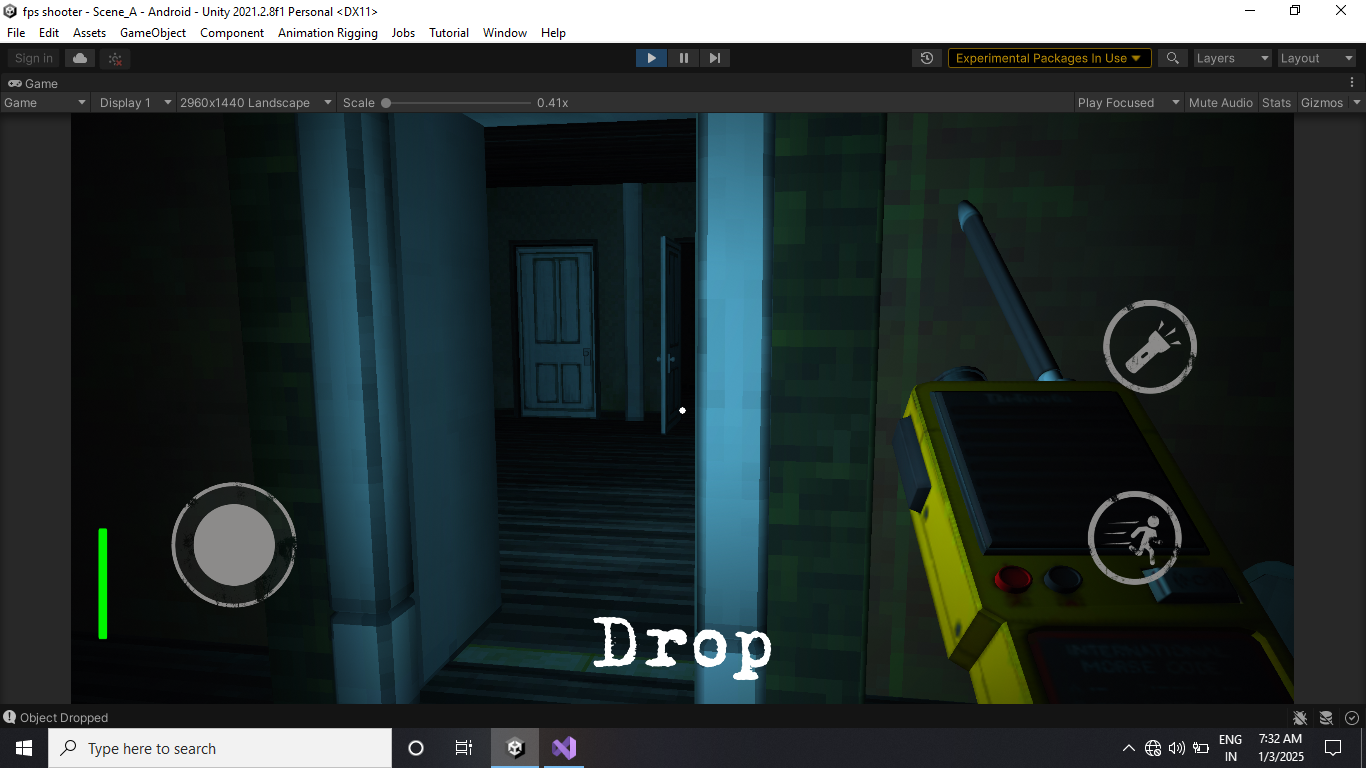 fps shooter - Scene_A - Android - Unity 2021.2.8f1 Personal <DX11>
File Edit Assets GameObject Component Animation Rigging Jobs Tutorial Window Help
Sign In Experimental Packages In Use Layers Layout
Game
Game Display 1 2960x1440 Landscape Scale 0.41x Play Focused Mute Audio Stats Gizmos
INTERNATIONAL
MORSE CODE
Drop
Object Dropped
Type here to search
ENG
IN
7:32 AM
1/3/2025